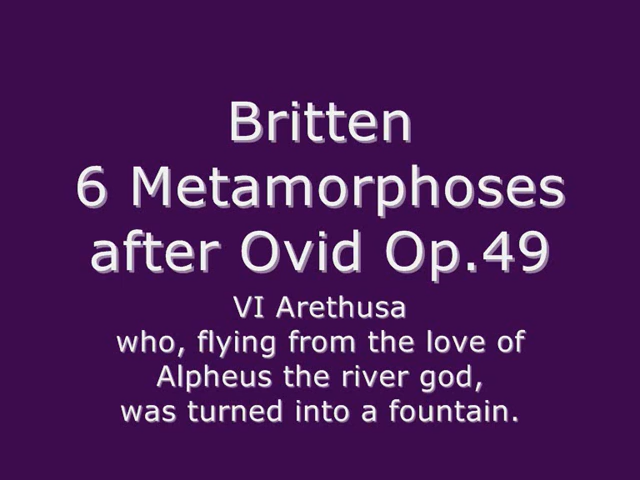 Britten
6 Metamorphoses
after Ovid Op.49
VI Arethusa
who, flying from the love of
Alpheus the river god,
was turned into a fountain.